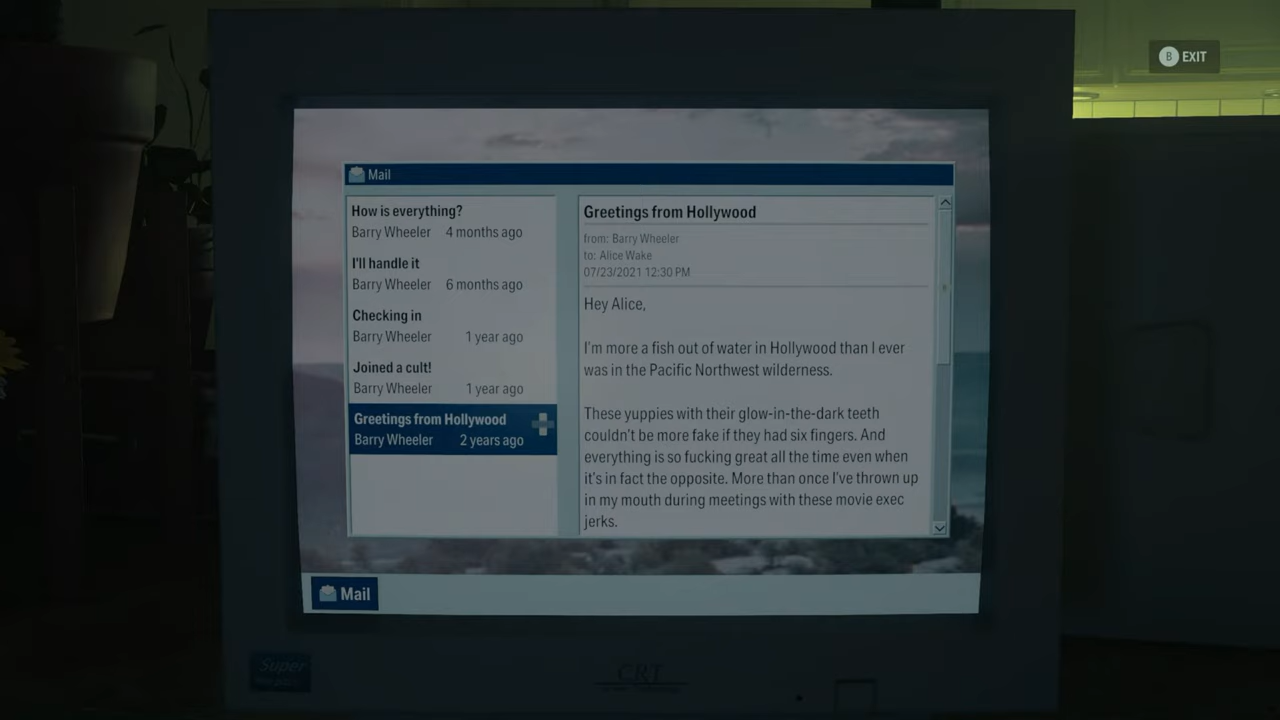 B EXIT
Mail
How is everything?
Barry Wheeler 4 months ago
I'll handle it
Barry Wheeler 6 months ago
Checking in
Barry Wheeler 1 year ago
Joined a cult!
Barry Wheeler 1 year ago
Greetings from Hollywood
Barry Wheeler 2 years ago
Greetings from Hollywood
from: Barry Wheeler
to: Alice Wake
07/23/2021 12:30 PM
Hey Alice,
I'm more a fish out of water in Hollywood than I ever
was in the Pacific Northwest wilderness.
These yuppies with their glow-in-the-dark teeth
couldn't be more fake if they had six fingers. And
everything is so fucking great all the time even when
it's in fact the opposite. More than once I've thrown up
in my mouth during meetings with these movie exec
jerks.
Mail
Super
CRT